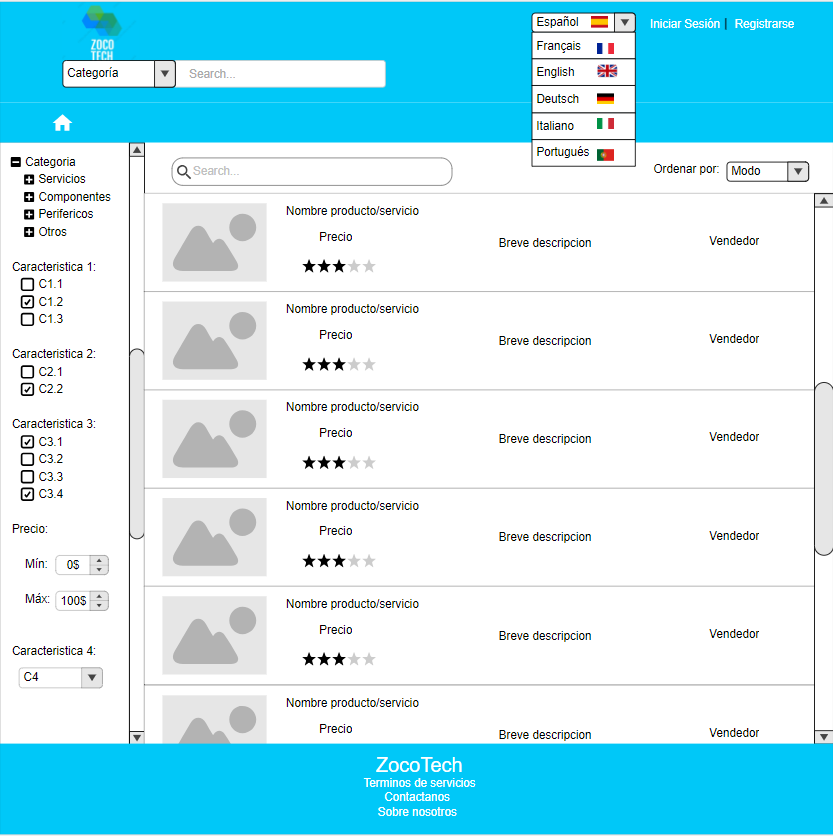 ZOCO
TECH
Español
Iniciar Sesión | Registrarse
Français
English
Deutsch
Italiano
Português
Categoría
Search...
Categoria
Servicios
Componentes
Perifericos
Otros
Caracteristica 1:
C1.1
C1.2
C1.3
Caracteristica 2:
C2.1
C2.2
Caracteristica 3:
C3.1
C3.2
C3.3
C3.4
Precio:
Mín: 0$
Máx: 100$
Caracteristica 4:
C4
Search...
Ordenar por: Modo
Nombre producto/servicio
Precio
Breve descripcion
Vendedor
Nombre producto/servicio
Precio
Breve descripcion
Vendedor
Nombre producto/servicio
Precio
Breve descripcion
Vendedor
Nombre producto/servicio
Precio
Breve descripcion
Vendedor
Nombre producto/servicio
Precio
Breve descripcion
Vendedor
Nombre producto/servicio
Precio
Breve descripcion
Vendedor
ZocoTech
Terminos de servicios
Contactanos
Sobre nosotros